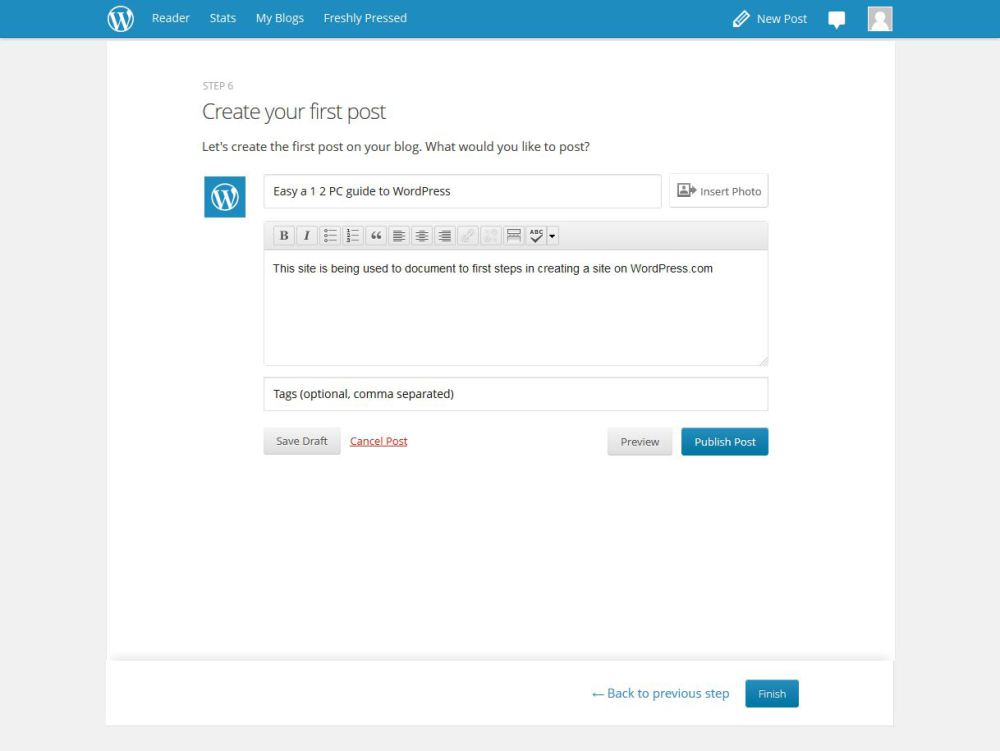 Reader Stats My Blogs Freshly Pressed New Post
STEP 6
Create your first post
Let's create the first post on your blog. What would you like to post?
Easy a 1 2 PC guide to WordPress Insert Photo
B I ABC
This site is being used to document to first steps in creating a site on WordPress.com
Tags (optional, comma separated)
Save Draft Cancel Post Preview Publish Post
← Back to previous step Finish